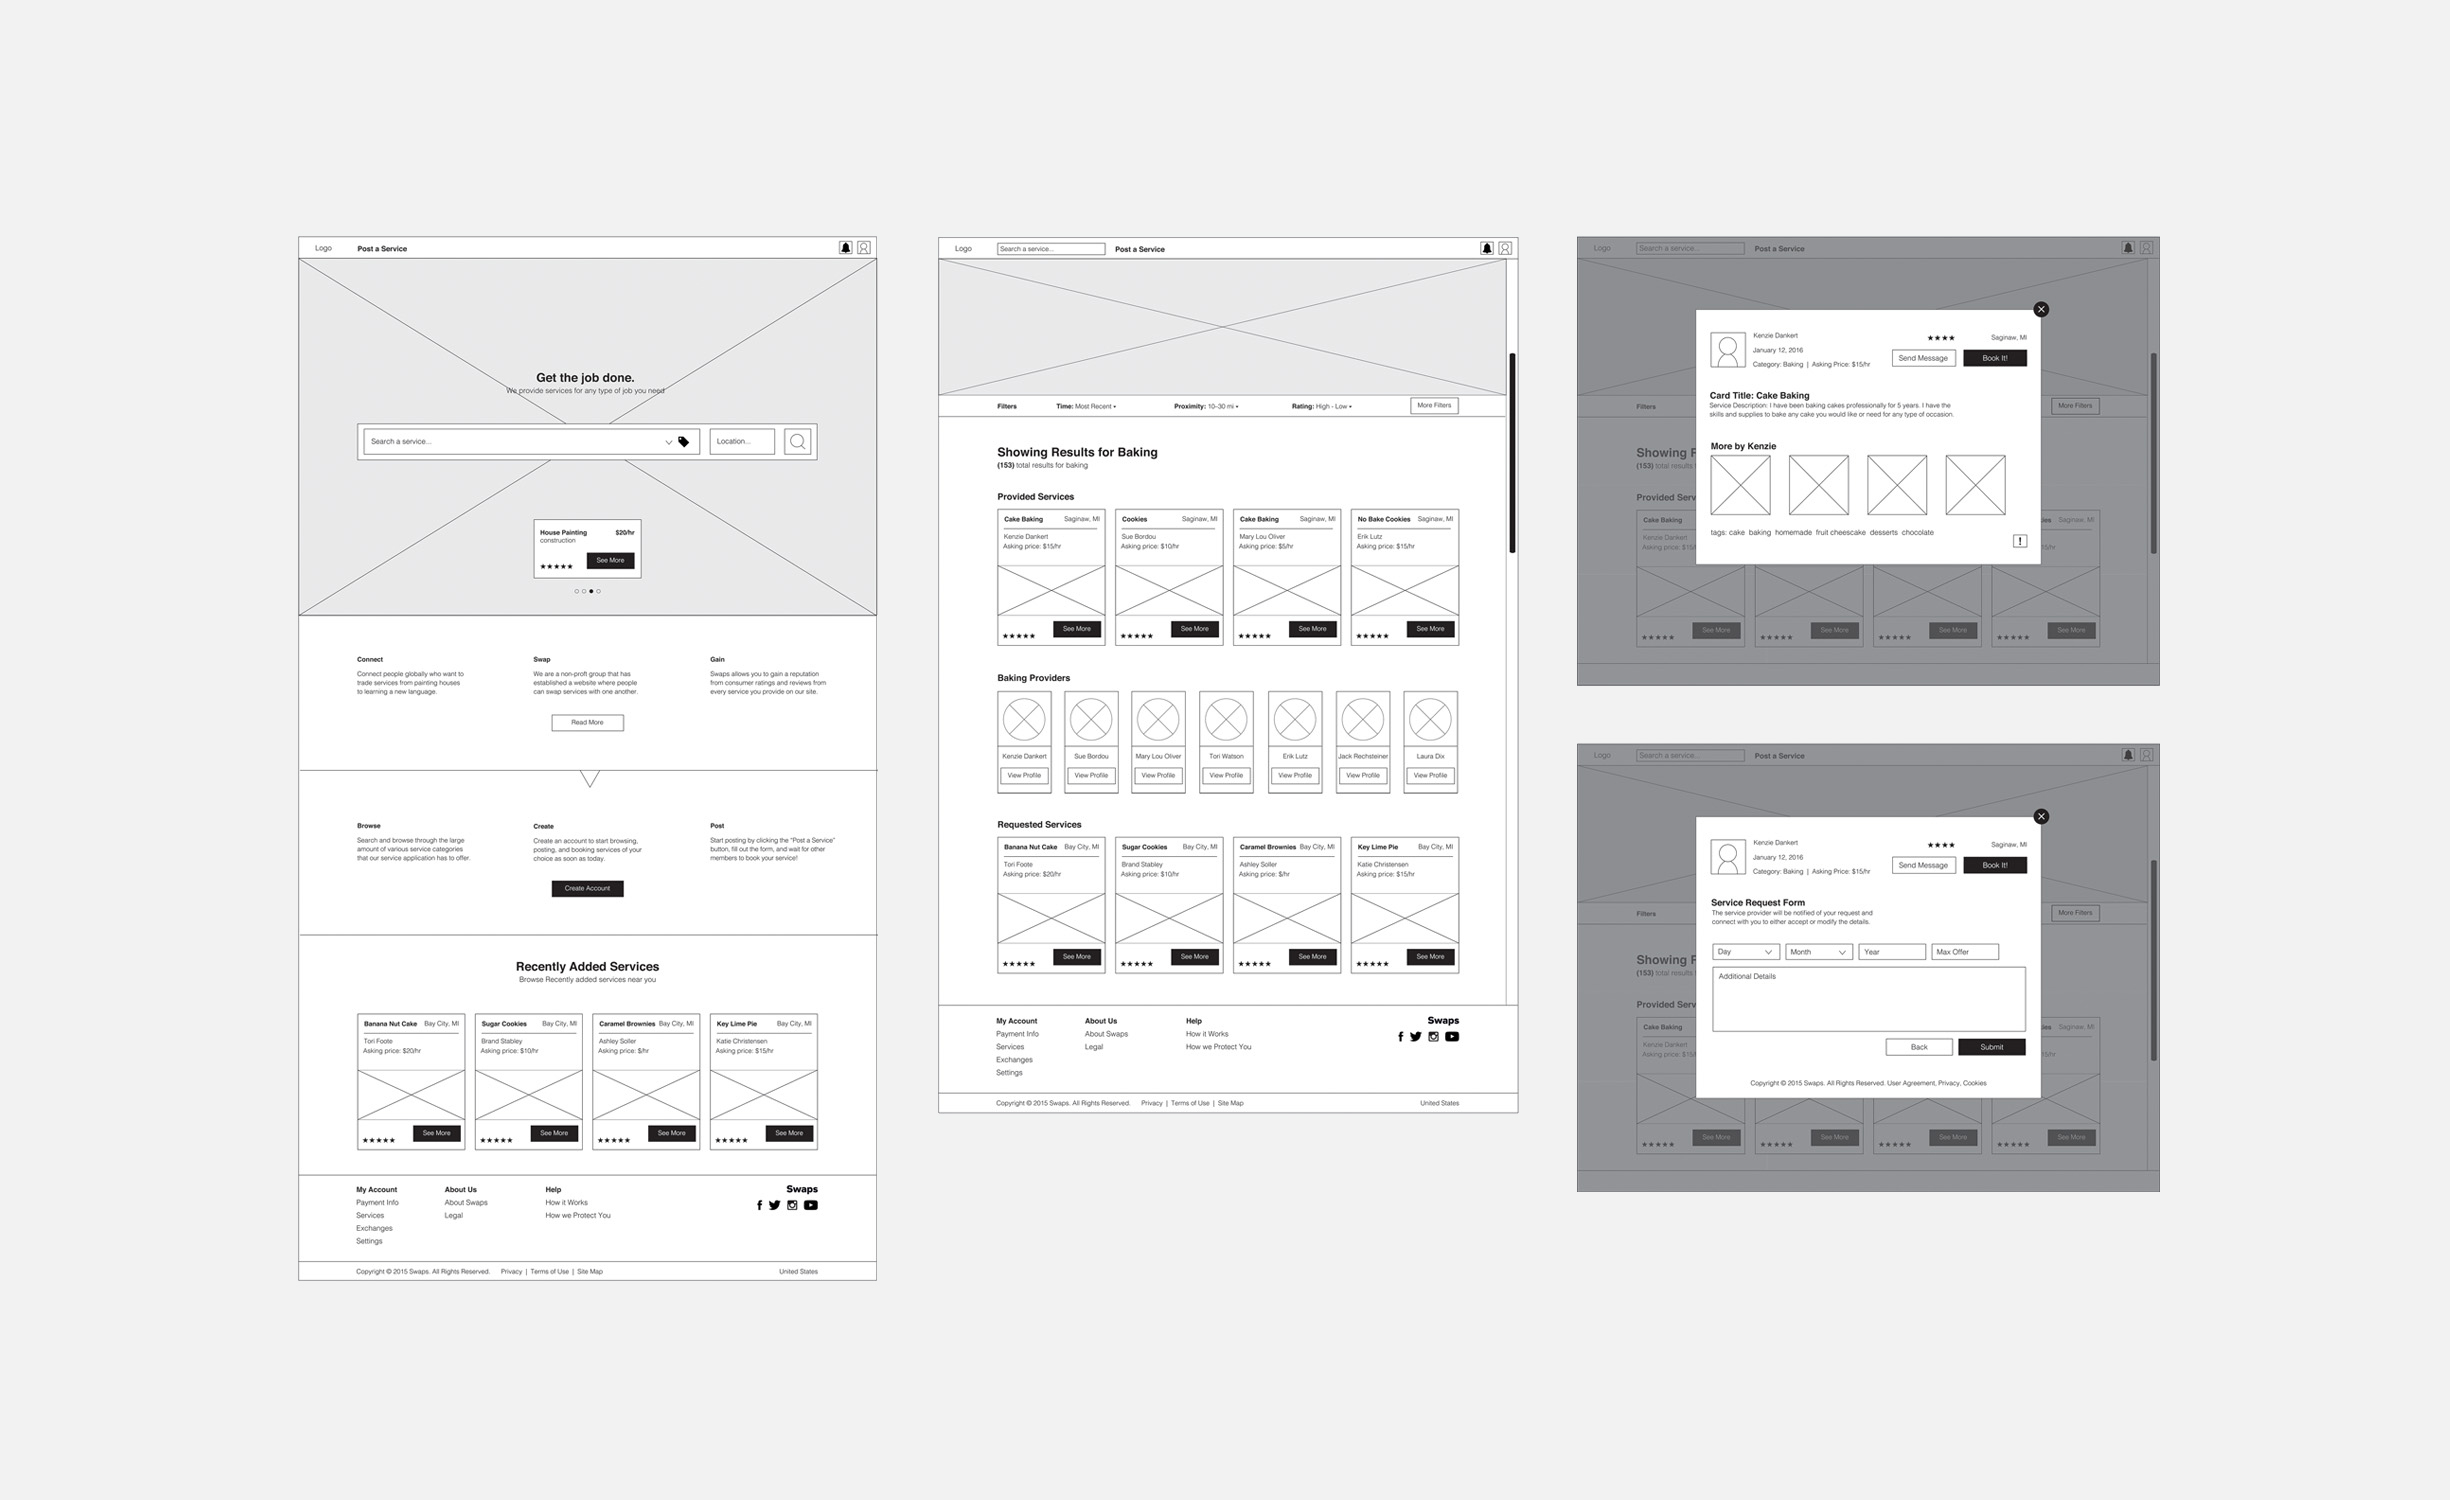 Logo
Post a Service
Get the job done.
We provide services for any type of job you need
Search a service...
Location...
House Painting $20/hr
construction
★★★★★ See More
Connect
Connect people globally who want to
trade services from painting houses
to learning a new language.
Swap
We are a non-proft group that has
established a website where people
can swap services with one another.
Gain
Swaps allows you to gain a reputation
from consumer ratings and reviews from
every service you provide on our site.
Read More
Browse
Search and browse through the large
amount of various service categories
that our service application has to offer.
Create
Create an account to start browsing,
posting, and booking services of your
choice as soon as today.
Post
Start posting by clicking the "Post a Service"
button, fill out the form, and wait for other
members to book your service!
Create Account
Recently Added Services
Browse Recently added services near you
Banana Nut Cake Bay City, MI
Tori Foote
Asking price: $20/hr
★★★★★ See More
Sugar Cookies Bay City, MI
Brand Stabley
Asking price: $10/hr
★★★★★ See More
Caramel Brownies Bay City, MI
Ashley Soller
Asking price: $/hr
★★★★★ See More
Key Lime Pie Bay City, MI
Katie Christensen
Asking price: $15/hr
★★★★★ See More
My Account
Payment Info
Services
Exchanges
Settings
About Us
About Swaps
Legal
Help
How it Works
How we Protect You
Swaps
Copyright © 2015 Swaps. All Rights Reserved. Privacy | Terms of Use | Site Map
United States
Logo
Search a service...
Post a Service
Filters
Time: Most Recent
Proximity: 10–30 mi
Rating: High - Low
More Filters
Showing Results for Baking
(153) total results for baking
Provided Services
Cake Baking Saginaw, MI
Kenzie Dankert
Asking price: $15/hr
★★★★★ See More
Cookies Saginaw, MI
Sue Bordou
Asking price: $10/hr
★★★★★ See More
Cake Baking Saginaw, MI
Mary Lou Oliver
Asking price: $5/hr
★★★★★ See More
No Bake Cookies Saginaw, MI
Erik Lutz
Asking price: $15/hr
★★★★★ See More
Baking Providers
Kenzie Dankert
View Profile
Sue Bordou
View Profile
Mary Lou Oliver
View Profile
Tori Watson
View Profile
Erik Lutz
View Profile
Jack Rechsteiner
View Profile
Laura Dix
View Profile
Requested Services
Banana Nut Cake Bay City, MI
Tori Foote
Asking price: $20/hr
★★★★★ See More
Sugar Cookies Bay City, MI
Brand Stabley
Asking price: $10/hr
★★★★★ See More
Caramel Brownies Bay City, MI
Ashley Soller
Asking price: $/hr
★★★★★ See More
Key Lime Pie Bay City, MI
Katie Christensen
Asking price: $15/hr
★★★★★ See More
My Account
Payment Info
Services
Exchanges
Settings
About Us
About Swaps
Legal
Help
How it Works
How we Protect You
Swaps
Copyright © 2015 Swaps. All Rights Reserved. Privacy | Terms of Use | Site Map
United States
Logo
Search a service...
Post a Service
Filters
More Filters
Kenzie Dankert
January 12, 2016
Category: Baking | Asking Price: $15/hr
★★★★
Saginaw, MI
Send Message
Book It!
Card Title: Cake Baking
Service Description: I have been baking cakes professionally for 5 years. I have the
skills and supplies to bake any cake you would like or need for any type of occasion.
More by Kenzie
tags: cake baking homemade fruit cheescake desserts chocolate
!
Showing
(153) total results
Provided Serv
Cake Baking
Kenzie Dankert
Asking price: $15
ies Saginaw, MI
15/hr
★★★★★ See More
★★★★★ See More
★★★★★ See More
★★★★★ See More
Logo
Search a service...
Post a Service
Filters
More Filters
Kenzie Dankert
January 12, 2016
Category: Baking | Asking Price: $15/hr
★★★★
Saginaw, MI
Send Message
Book It!
Service Request Form
The service provider will be notified of your request and
connect with you to either accept or modify the details.
Day
Month
Year
Max Offer
Additional Details
Back
Submit
Copyright © 2015 Swaps. All Rights Reserved. User Agreement, Privacy, Cookies
Showing
(153) total results
Provided Serv
Cake Baking
Kenzie Dankert
Asking price: $15
ies Saginaw, MI
15/hr
★★★★★ See More
★★★★★ See More
★★★★★ See More
★★★★★ See More